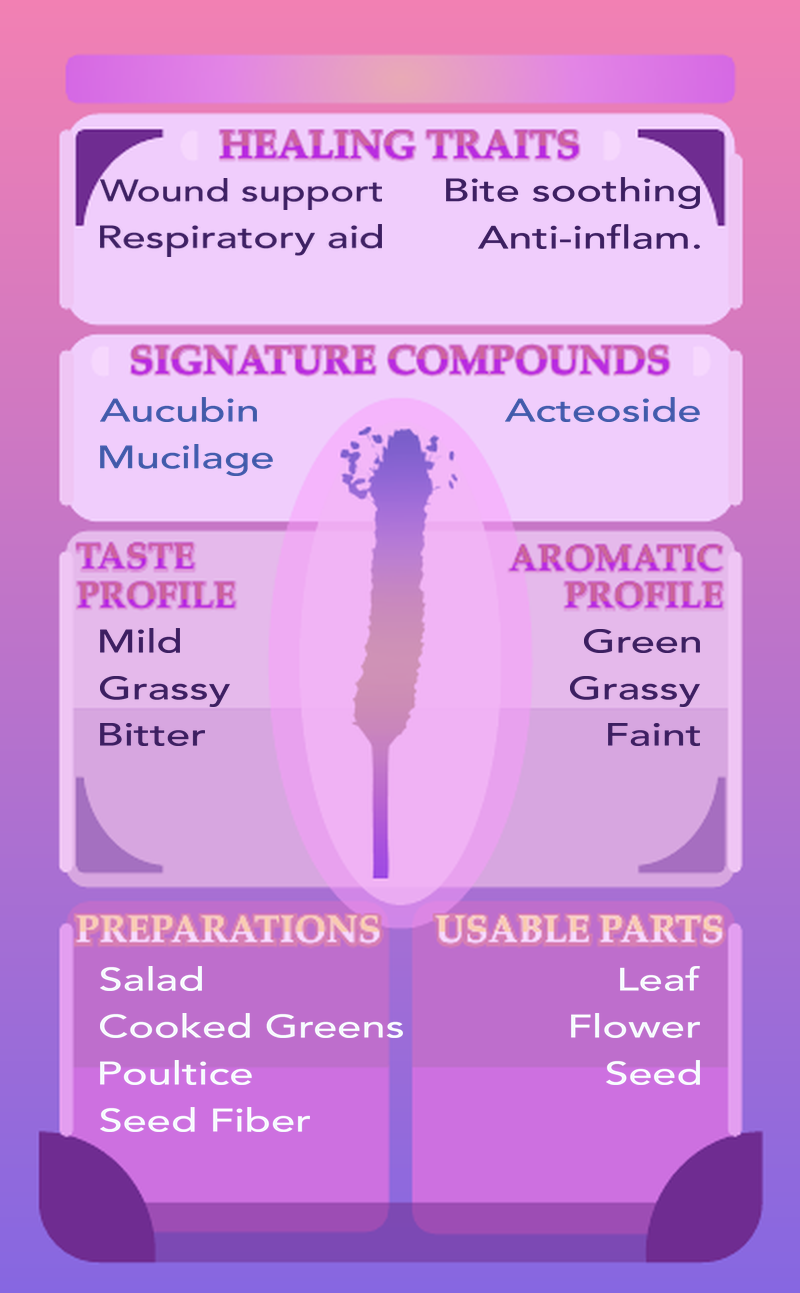 HEALING TRAITS
Wound support
Bite soothing
Respiratory aid
Anti-inflam.
SIGNATURE COMPOUNDS
Aucubin
Acteoside
Mucilage
TASTE
PROFILE
Mild
Grassy
Bitter
AROMATIC
PROFILE
Green
Grassy
Faint
PREPARATIONS
Salad
Cooked Greens
Poultice
Seed Fiber
USABLE PARTS
Leaf
Flower
Seed